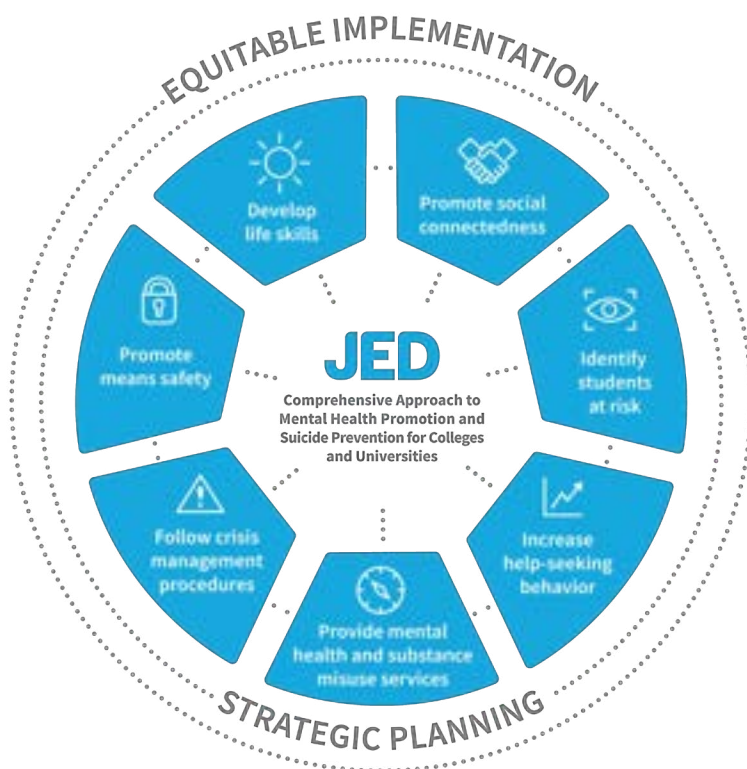 EQUITABLE IMPLEMENTATION
Develop
life skills
Promote social
connectedness
Promote
means safety
Identify
students
at risk
JED
Comprehensive Approach to
Mental Health Promotion and
Suicide Prevention for Colleges
and Universities
Follow crisis
management
procedures
Increase
help-seeking
behavior
Provide mental
health and substance
misuse services
STRATEGIC PLANNING